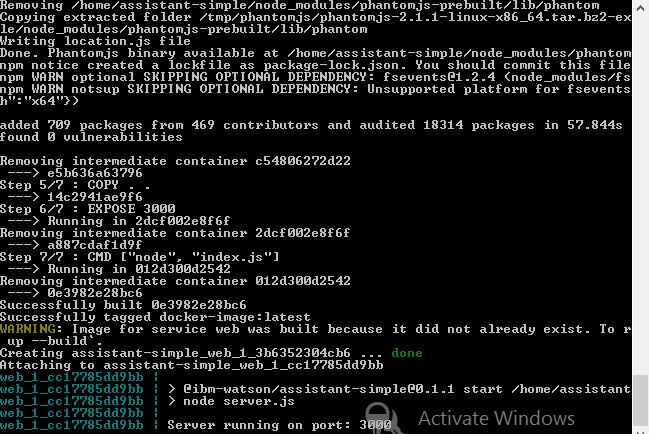 Removing /home/assistant-simple/node_modules/phantomjs-prebuilt/lib/phantom
Copying extracted folder /tmp/phantomjs/phantomjs-2.1.1-linux-x86_64.tar.bz2-ex
le/node_modules/phantomjs-prebuilt/lib/phantom
Writing location.js file
Done. Phantomjs binary available at /home/assistant-simple/node_modules/phantom
npm notice created a lockfile as package-lock.json. You should commit this file
npm WARN optional SKIPPING OPTIONAL DEPENDENCY: fsevents@1.2.4 (node_modules/fs
npm WARN notsup SKIPPING OPTIONAL DEPENDENCY: Unsupported platform for fsevents
h":"x64"})
added 709 packages from 469 contributors and audited 18314 packages in 57.844s
found 0 vulnerabilities
Removing intermediate container c54806272d22
---> e5b636a63796
Step 5/7 : COPY . .
---> 14c2941ae9f6
Step 6/7 : EXPOSE 3000
---> Running in 2dcf002e8f6f
Removing intermediate container 2dcf002e8f6f
---> a887cdaf1d9f
Step 7/7 : CMD ["node", "index.js"]
---> Running in 012d300d2542
Removing intermediate container 012d300d2542
---> 0e3982e28bc6
Successfully built 0e3982e28bc6
Successfully tagged docker-image:latest
WARNING: Image for service web was built because it did not already exist. To r
up --build`.
Creating assistant-simple_web_1_3b6352304cb6 ... done
Attaching to assistant-simple_web_1_cc17785dd9bb
web_1_cc17785dd9bb |
web_1_cc17785dd9bb | > @ibm-watson/assistant-simple@0.1.1 start /home/assistant
web_1_cc17785dd9bb | > node server.js
web_1_cc17785dd9bb |
web_1_cc17785dd9bb | Server running on port: 3000
Activate Windows